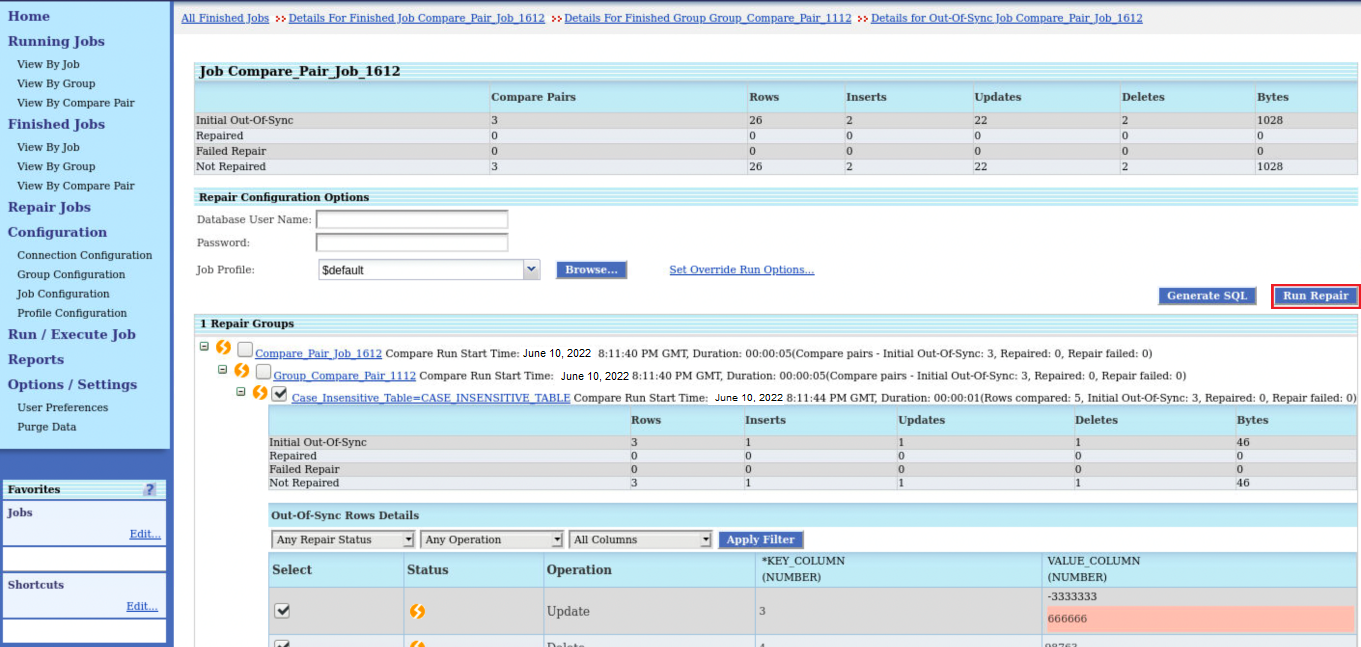 Home
Running Jobs
View By Job
View By Group
View By Compare Pair
Finished Jobs
View By Job
View By Group
View By Compare Pair
Repair Jobs
Configuration
Connection Configuration
Group Configuration
Job Configuration
Profile Configuration
Run / Execute Job
Reports
Options / Settings
User Preferences
Purge Data
Favorites ?
Jobs
Edit...
Shortcuts
Edit...
All Finished Jobs >> Details For Finished Job Compare_Pair_Job_1612 >> Details For Finished Group Group_Compare_Pair_1112 >> Details for Out-Of-Sync Job Compare_Pair_Job_1612
Job Compare_Pair_Job_1612
Compare Pairs Rows Inserts Updates Deletes Bytes
Initial Out-Of-Sync 3 26 2 22 2 1028
Repaired 0 0 0 0 0 0
Failed Repair 0 0 0 0 0 0
Not Repaired 3 26 2 22 2 1028
Repair Configuration Options
Database User Name:
Password:
Job Profile: $default Browse... Set Override Run Options...
Generate SQL Run Repair
1 Repair Groups
Compare_Pair_Job_1612 Compare Run Start Time: June 10, 2022 8:11:40 PM GMT, Duration: 00:00:05(Compare pairs - Initial Out-Of-Sync: 3, Repaired: 0, Repair failed: 0)
Group_Compare_Pair_1112 Compare Run Start Time: June 10, 2022 8:11:40 PM GMT, Duration: 00:00:05(Compare pairs - Initial Out-Of-Sync: 3, Repaired: 0, Repair failed: 0)
Case_Insensitive_Table=CASE_INSENSITIVE_TABLE Compare Run Start Time: June 10, 2022 8:11:44 PM GMT, Duration: 00:00:01(Rows compared: 5, Initial Out-Of-Sync: 3, Repaired: 0, Repair failed: 0)
Rows Inserts Updates Deletes Bytes
Initial Out-Of-Sync 3 1 1 1 46
Repaired 0 0 0 0 0
Failed Repair 0 0 0 0 0
Not Repaired 3 1 1 1 46
Out-Of-Sync Rows Details
Any Repair Status Any Operation All Columns Apply Filter
Select Status Operation *KEY_COLUMN (NUMBER) VALUE_COLUMN (NUMBER)
Update 3 -3333333
666666
Delete 4 98763